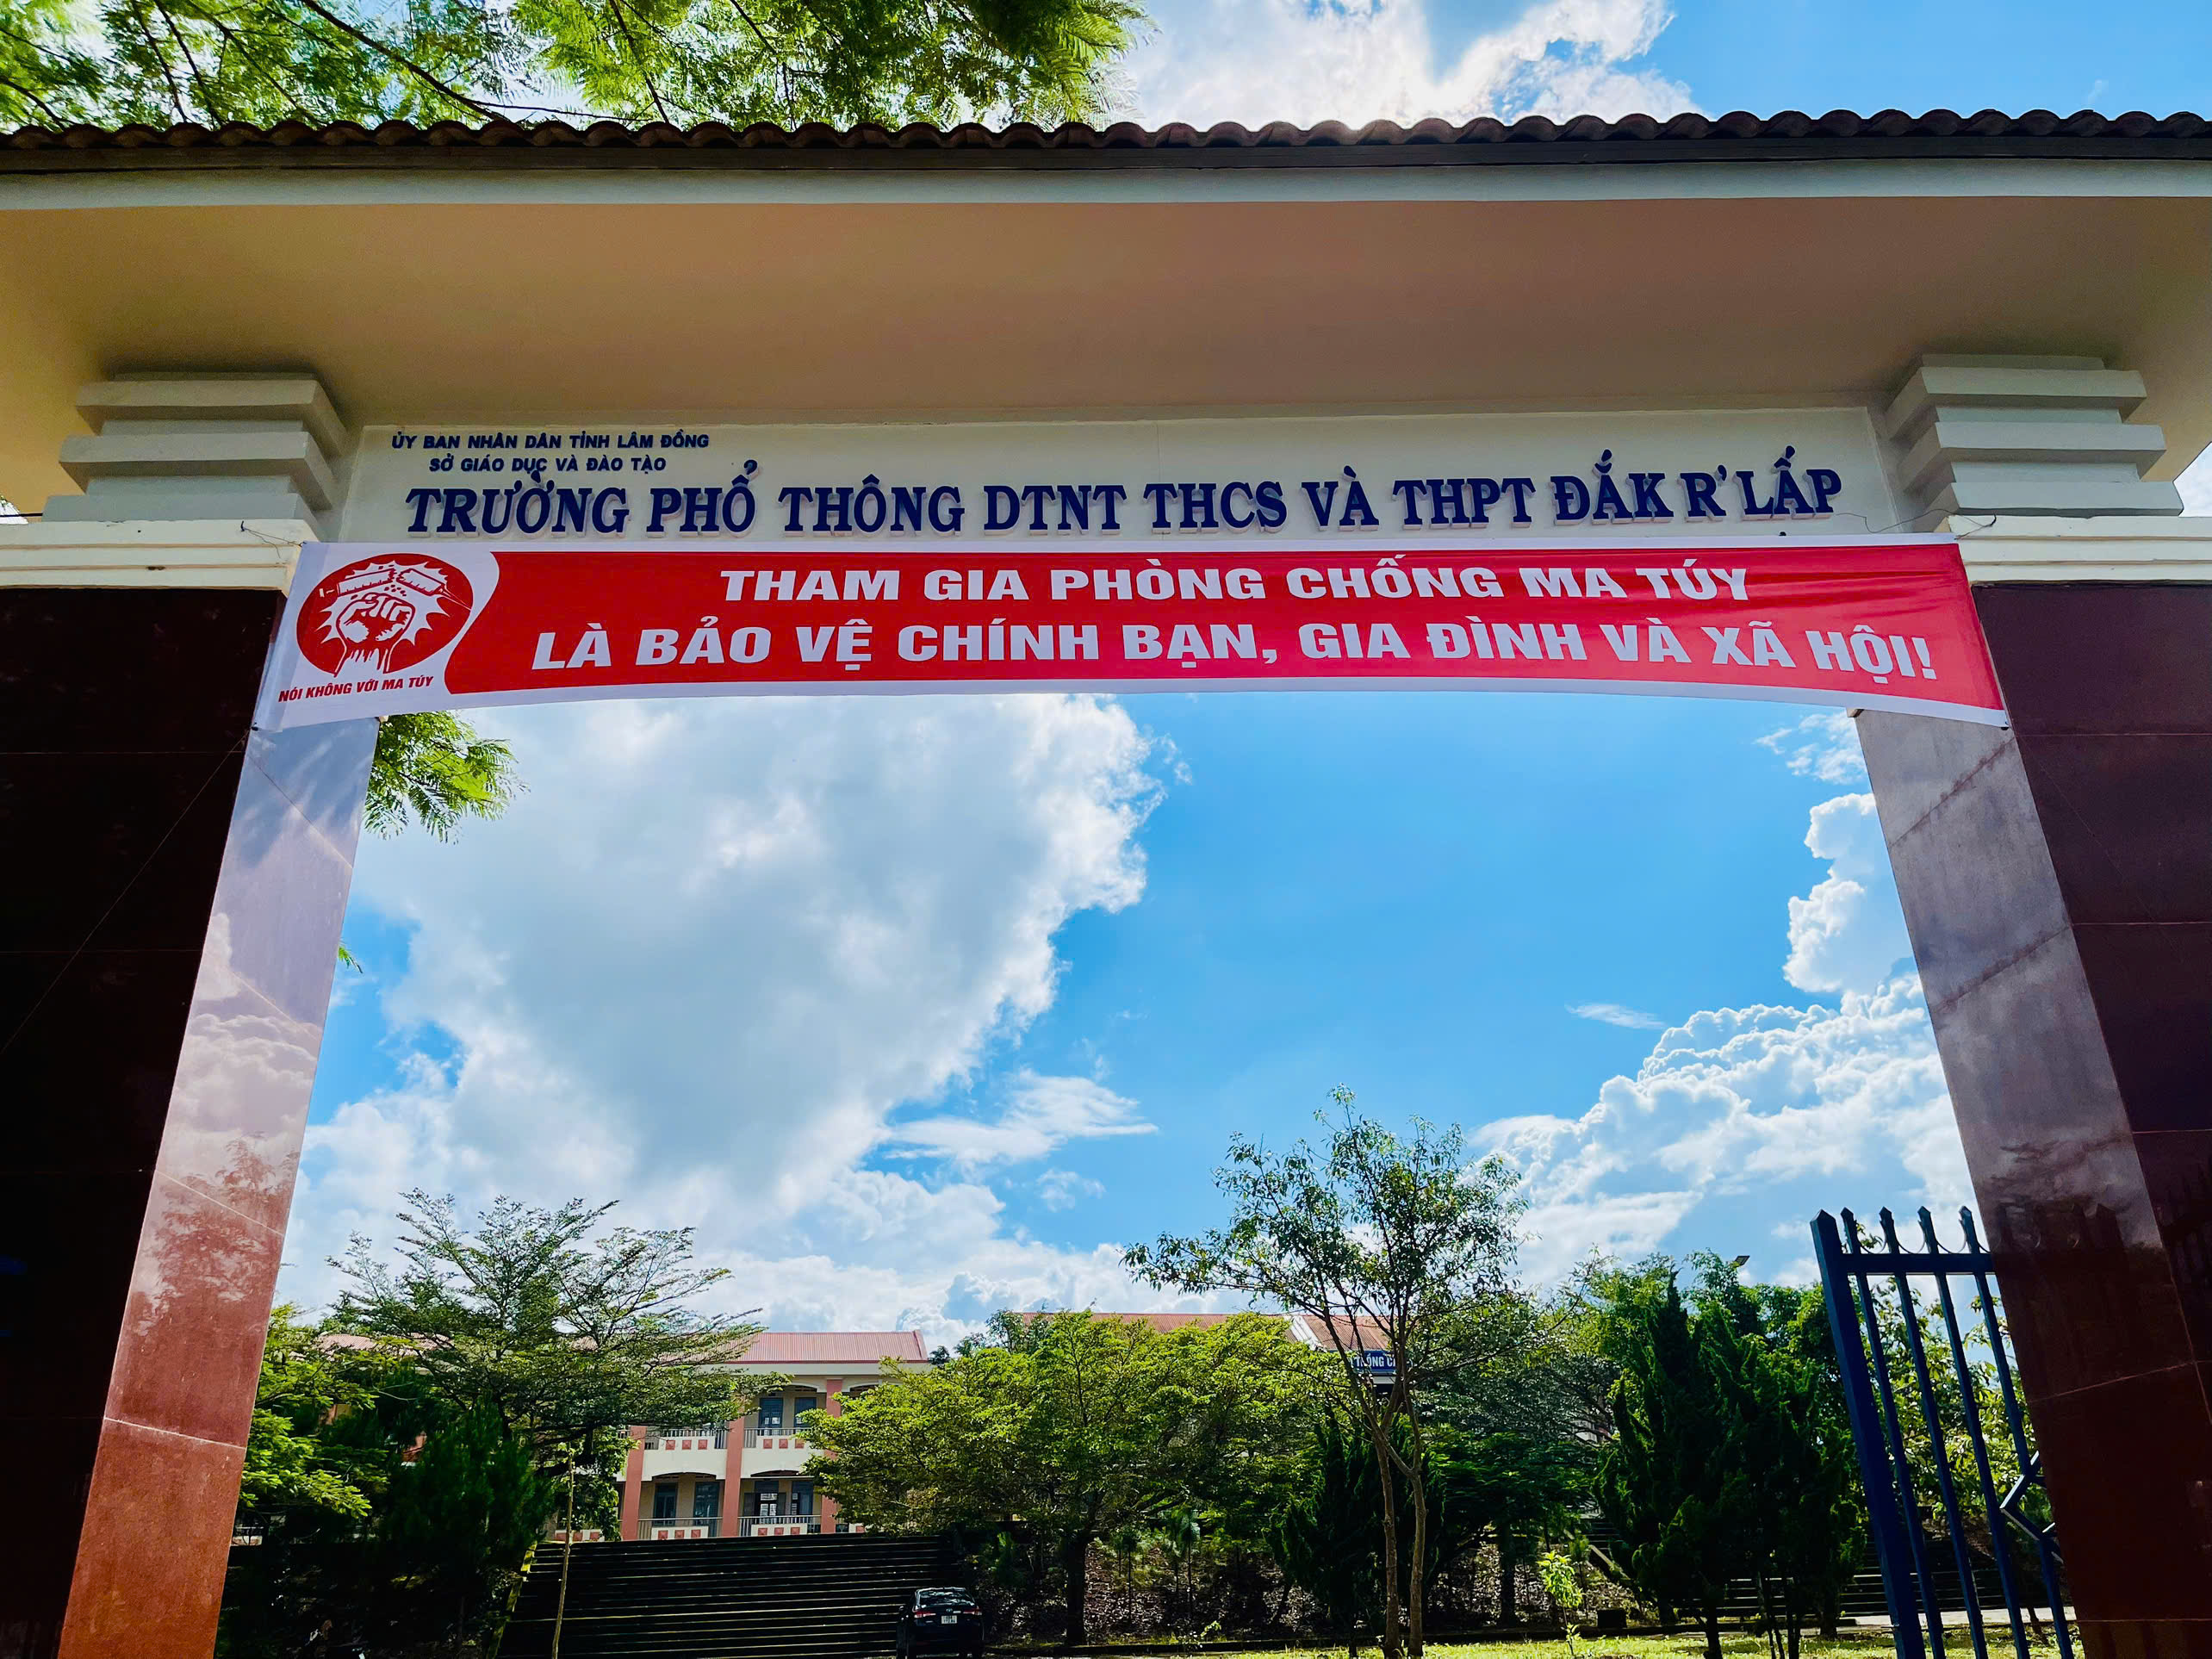 ỦY BAN NHÂN DÂN TỈNH LÂM ĐỒNG
SỞ GIÁO DỤC VÀ ĐÀO TẠO
TRƯỜNG PHỔ THÔNG DTNT THCS VÀ THPT ĐẮK R'LẤP
THAM GIA PHÒNG CHỐNG MA TÚY
LÀ BẢO VỆ CHÍNH BẠN, GIA ĐÌNH VÀ XÃ HỘI!
NÓI KHÔNG VỚI MA TÚY